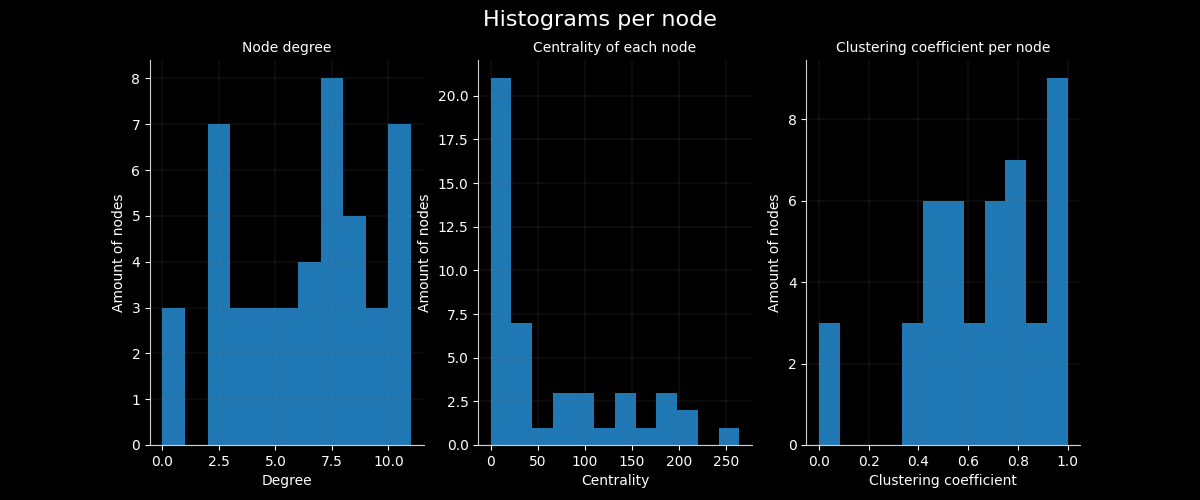 Histograms per node
Node degree
Amount of nodes
8
7
6
5
4
3
2
1
0
0.0 2.5 5.0 7.5 10.0
Degree
Centrality of each node
Amount of nodes
20.0
17.5
15.0
12.5
10.0
7.5
5.0
2.5
0.0
0 50 100 150 200 250
Centrality
Clustering coefficient per node
Amount of nodes
8
6
4
2
0
0.0 0.2 0.4 0.6 0.8 1.0
Clustering coefficient